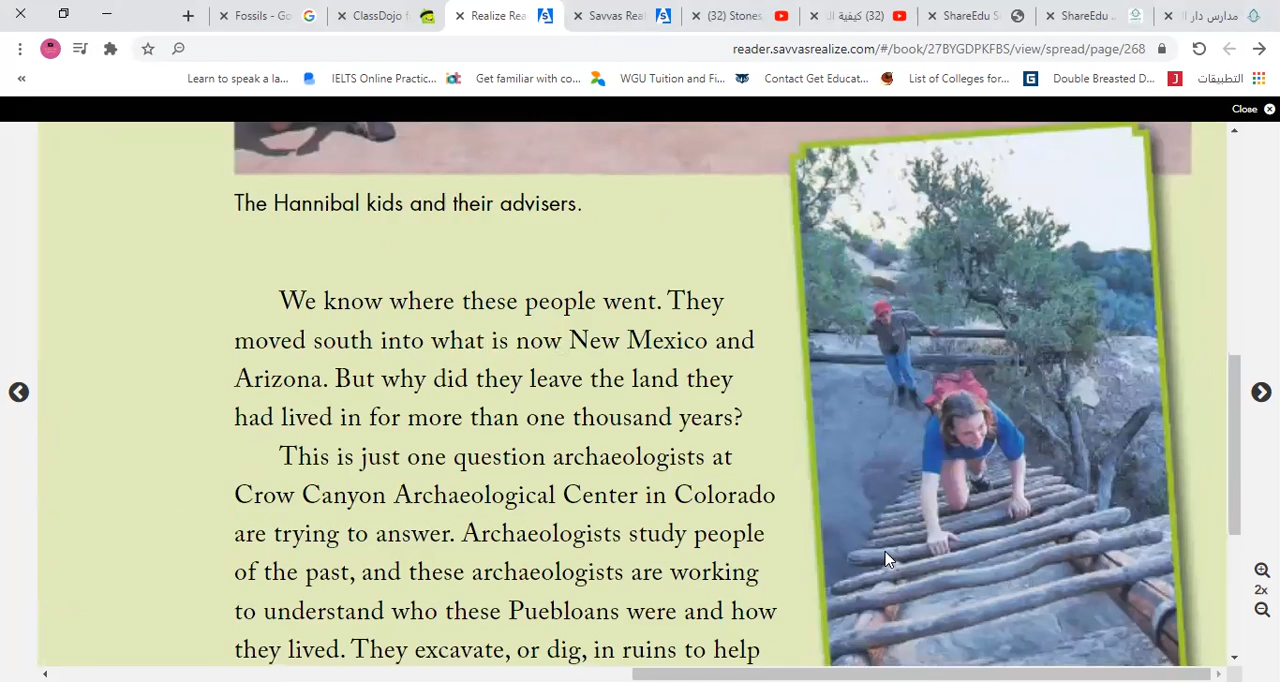 Fossils - Go
ClassDojo
Realize Rea
Savvas Rea
(32) Stones
(32) كيفية ال
ShareEdu S
ShareEdu ..
مدارس دار ال
reader.savvasrealize.com/#/book/27BYGDPKFBS/view/spread/page/268
Learn to speak a la...
IELTS Online Practic...
Get familiar with co...
WGU Tuition and Fi...
Contact Get Educat...
List of Colleges for...
Double Breasted D...
التطبيقات
Close
The Hannibal kids and their advisers.
We know where these people went. They
moved south into what is now New Mexico and
Arizona. But why did they leave the land they
had lived in for more than one thousand years?
This is just one question archaeologists at
Crow Canyon Archaeological Center in Colorado
are trying to answer. Archaeologists study people
of the past, and these archaeologists are working
to understand who these Puebloans were and how
they lived. They excavate, or dig, in ruins to help
2x